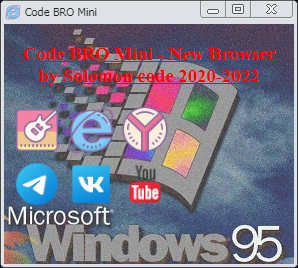 Code BRO Mini
Code BRO Mini - New Browser
by Solomon code 2020-2022
You
Tube
Microsoft®
Windows 95